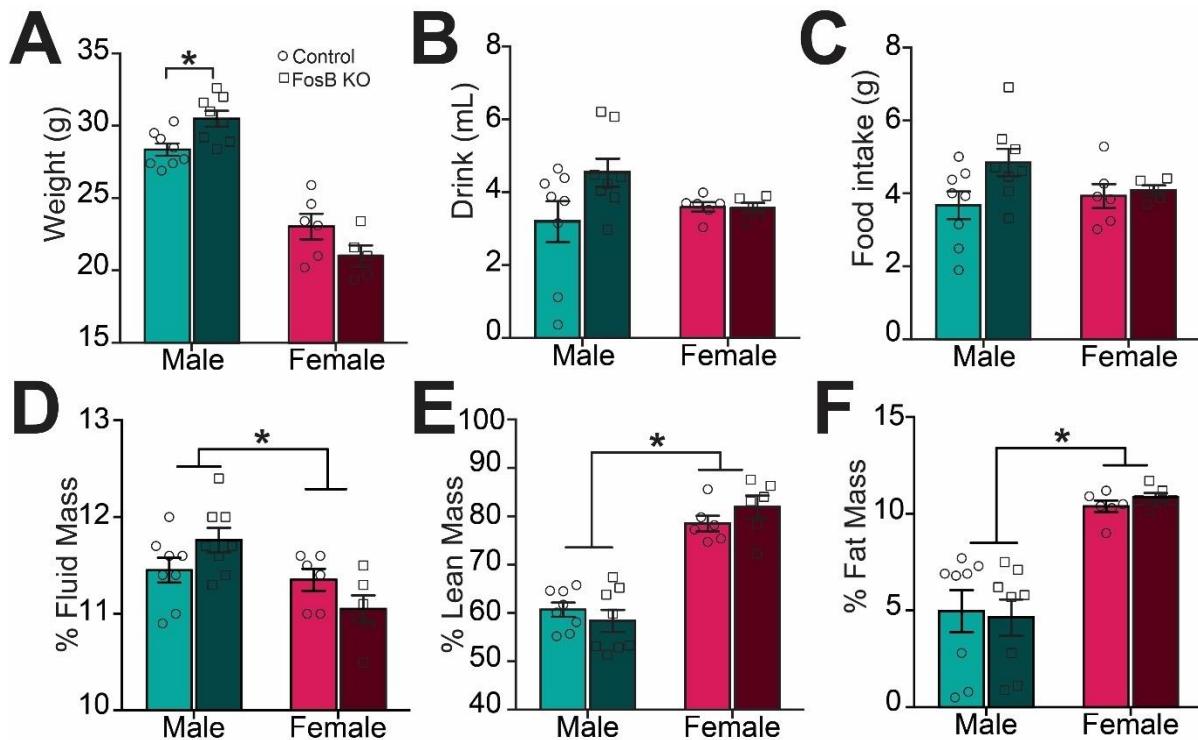 A
Weight (g)
35
30
25
20
15
*
Control
FosB KO
Male
Female
B
Drink (mL)
8
6
4
2
0
Male
Female
C
Food intake (g)
8
6
4
2
0
Male
Female
D
% Fluid Mass
13
12
11
10
*
Male
Female
E
% Lean Mass
100
90
80
70
60
50
40
*
Male
Female
F
% Fat Mass
15
10
5
0
*
Male
Female